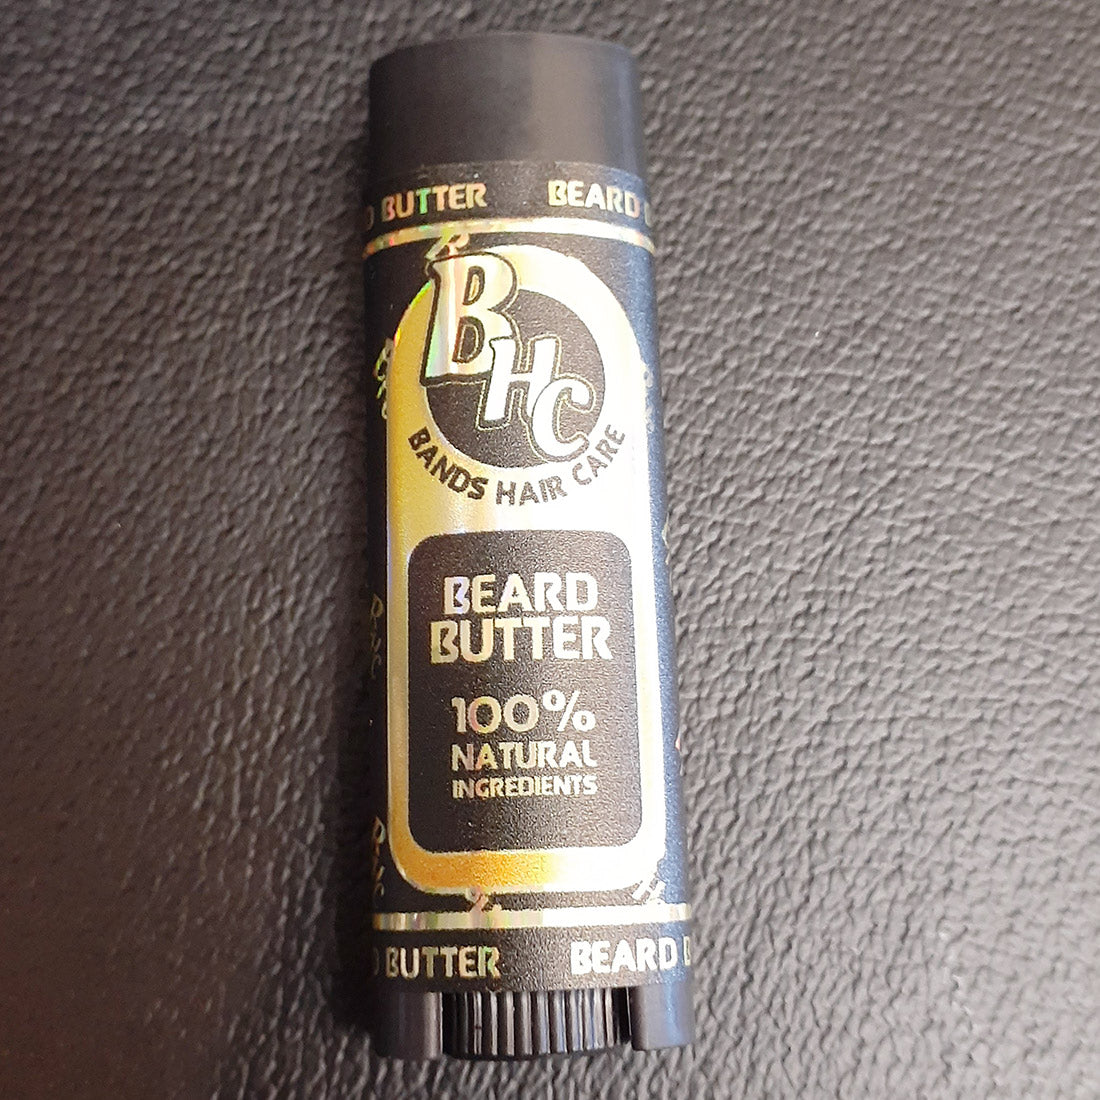 BUTTER BEARD
BHC
BANDS HAIR CARE
BEARD
BUTTER
100%
NATURAL
INGREDIENTS
BUTTER BEARD